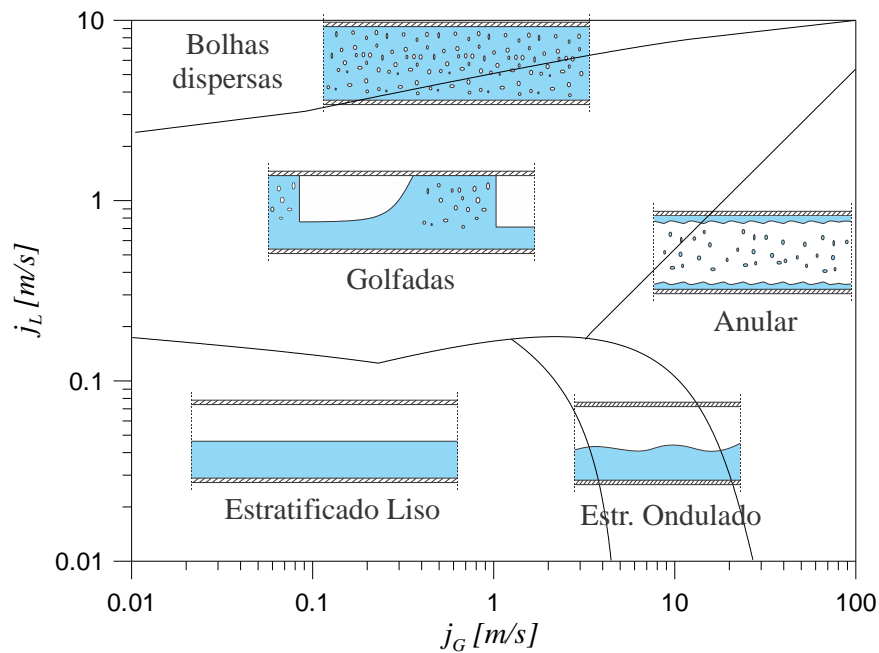 10
Bolhas
dispersas
1
Golfadas
Anular
j_L [m/s]
0.1
Estratificado Liso
Estr. Ondulado
0.01
0.01 0.1 1 10 100
j_G [m/s]